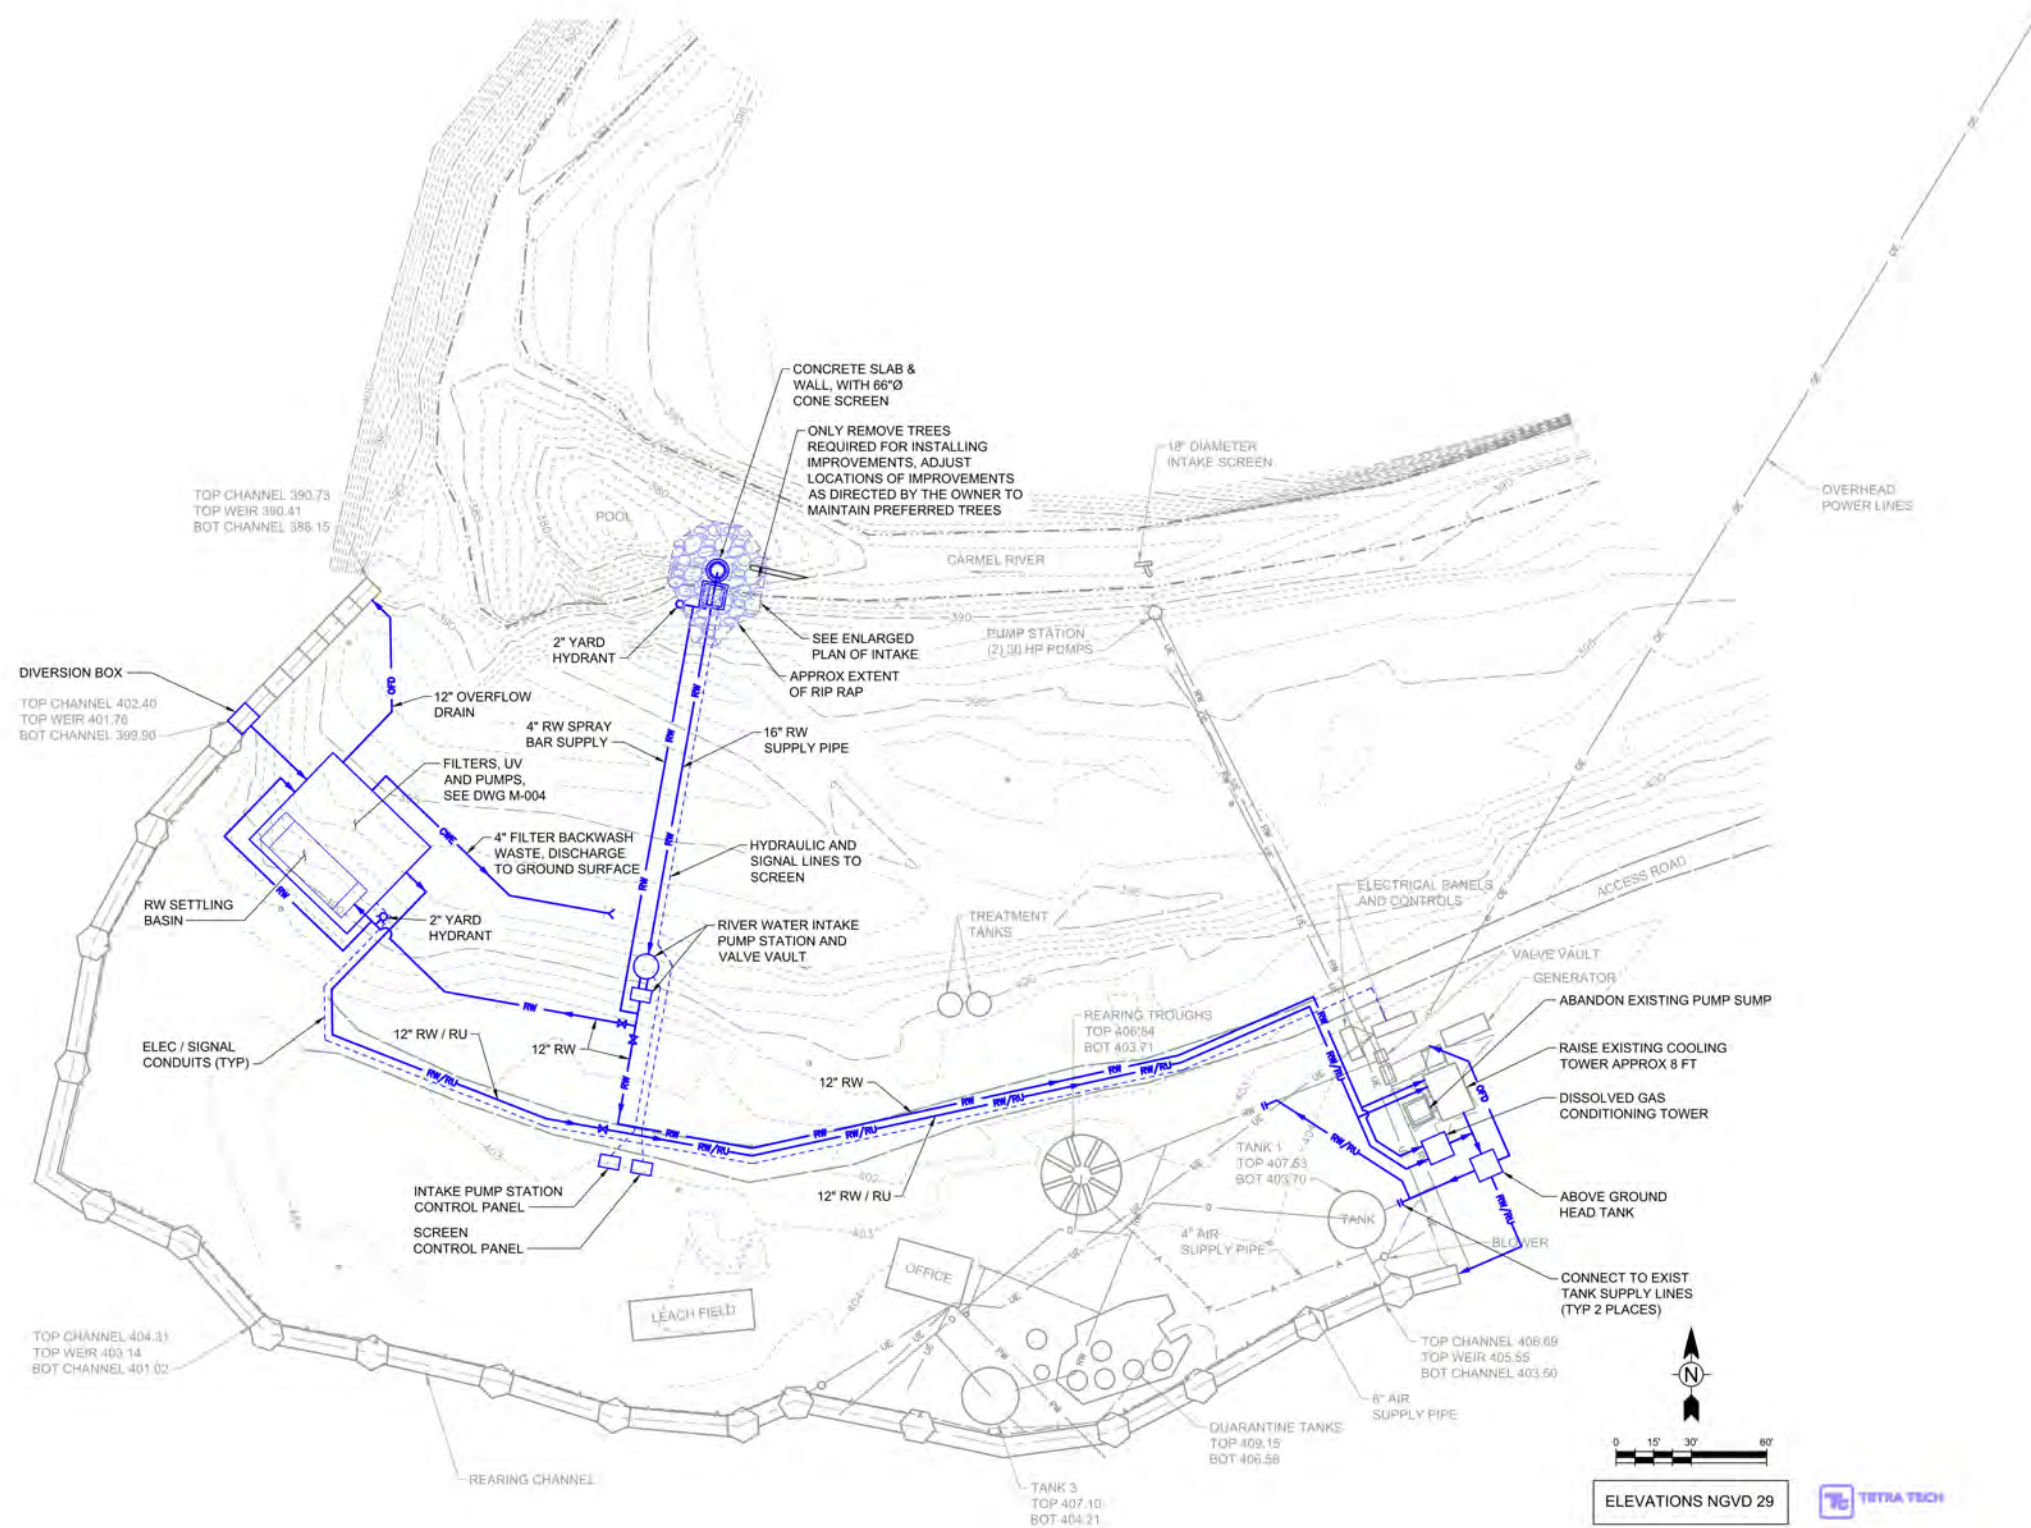 CONCRETE SLAB &
WALL, WITH 66"Ø
CONE SCREEN
ONLY REMOVE TREES
REQUIRED FOR INSTALLING
IMPROVEMENTS, ADJUST
LOCATIONS OF IMPROVEMENTS
AS DIRECTED BY THE OWNER TO
MAINTAIN PREFERRED TREES
18" DIAMETER
INTAKE SCREEN
OVERHEAD
POWER LINES
TOP CHANNEL 390.73
TOP WEIR 390.41
BOT CHANNEL 388.15
POOL
CARMEL RIVER
2" YARD
HYDRANT
SEE ENLARGED
PLAN OF INTAKE
PUMP STATION
(2) 30 HP PUMPS
APPROX EXTENT
OF RIP RAP
DIVERSION BOX
TOP CHANNEL 402.40
TOP WEIR 401.76
BOT CHANNEL 399.90
12" OVERFLOW
DRAIN
4" RW SPRAY
BAR SUPPLY
16" RW
SUPPLY PIPE
FILTERS, UV
AND PUMPS,
SEE DWG M-004
4" FILTER BACKWASH
WASTE, DISCHARGE
TO GROUND SURFACE
HYDRAULIC AND
SIGNAL LINES TO
SCREEN
ELECTRICAL PANELS
AND CONTROLS
ACCESS ROAD
RW SETTLING
BASIN
2" YARD
HYDRANT
RIVER WATER INTAKE
PUMP STATION AND
VALVE VAULT
TREATMENT
TANKS
VALVE VAULT
GENERATOR
ABANDON EXISTING PUMP SUMP
REARING TROUGHS
TOP 406.84
BOT 403.71
ELEC / SIGNAL
CONDUITS (TYP)
12" RW / RU
12" RW
12" RW
RAISE EXISTING COOLING
TOWER APPROX 8 FT
DISSOLVED GAS
CONDITIONING TOWER
TANK 1
TOP 407.53
BOT 403.70
12" RW / RU
INTAKE PUMP STATION
CONTROL PANEL
SCREEN
CONTROL PANEL
TANK
ABOVE GROUND
HEAD TANK
4" AIR
SUPPLY PIPE
BLOWER
OFFICE
LEACH FIELD
CONNECT TO EXIST
TANK SUPPLY LINES
(TYP 2 PLACES)
TOP CHANNEL 404.31
TOP WEIR 403.14
BOT CHANNEL 401.02
TOP CHANNEL 406.69
TOP WEIR 405.55
BOT CHANNEL 403.50
6" AIR
SUPPLY PIPE
QUARANTINE TANKS
TOP 409.15
BOT 406.58
REARING CHANNEL
TANK 3
TOP 407.10
BOT 404.21
N
0 15' 30' 60'
ELEVATIONS NGVD 29
TETRA TECH